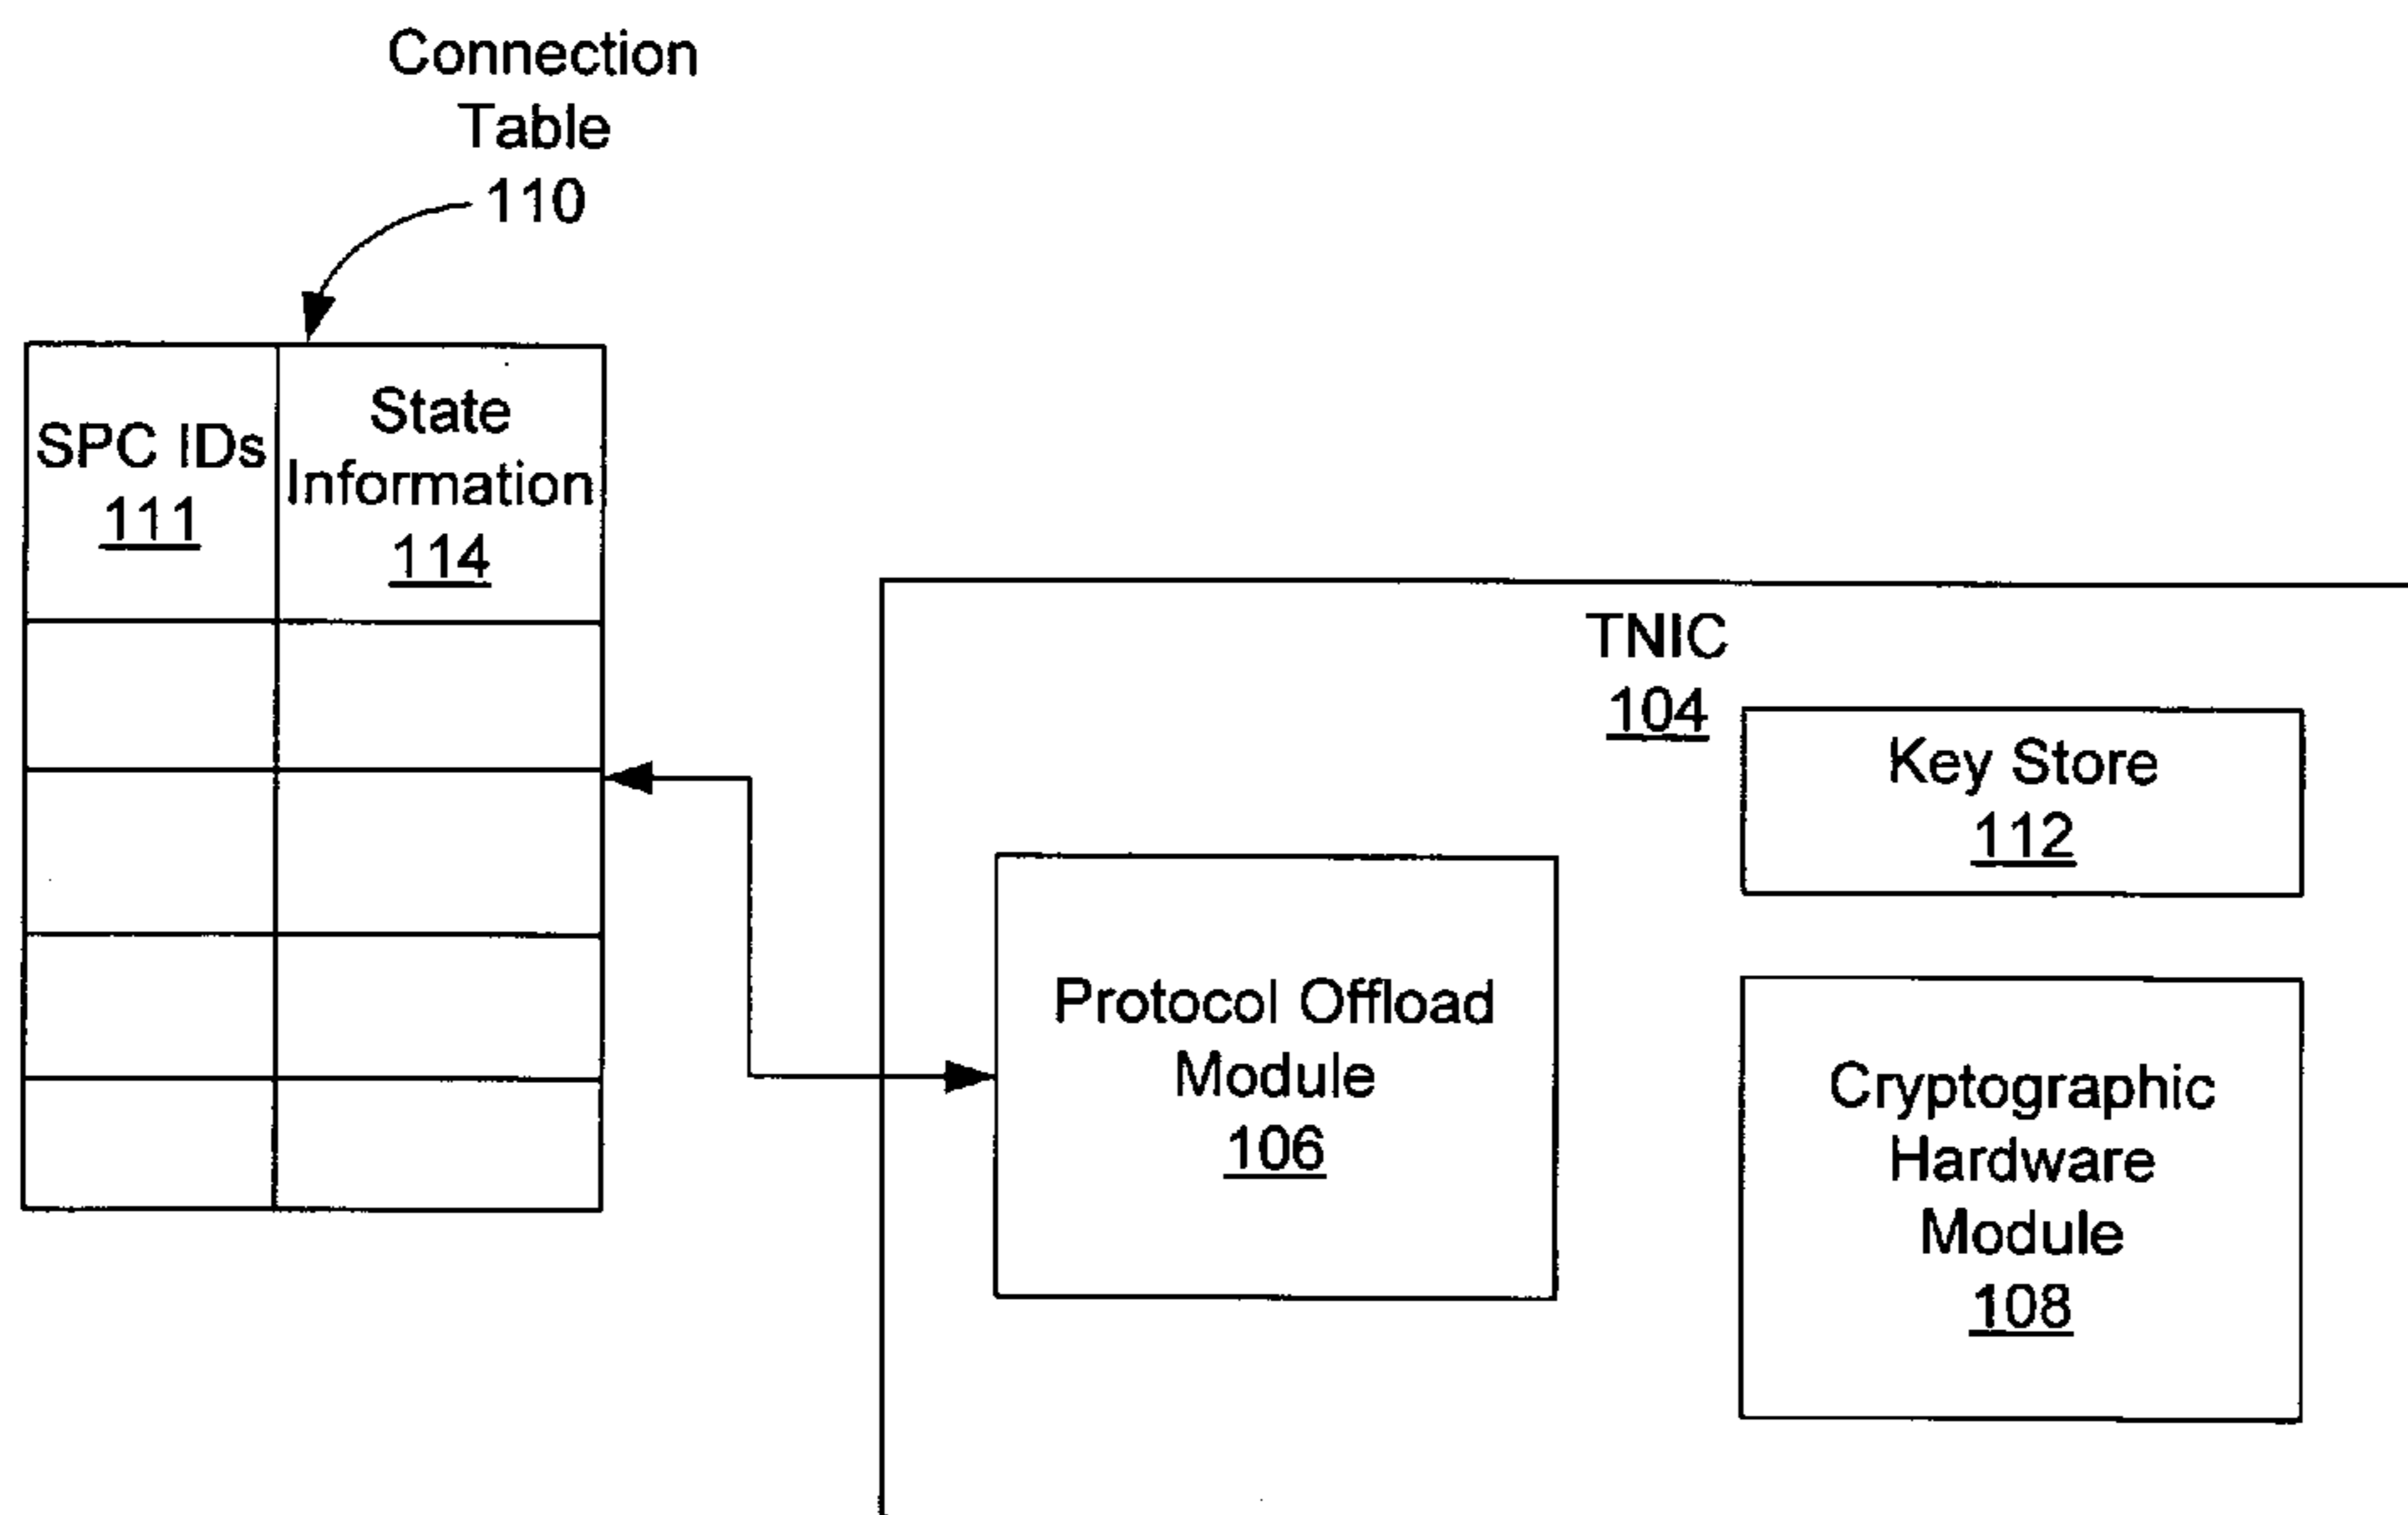 Connection
Table
110
SPC IDs
111
State
Information
114
TNIC
104
Key Store
112
Protocol Offload
Module
106
Cryptographic
Hardware
Module
108